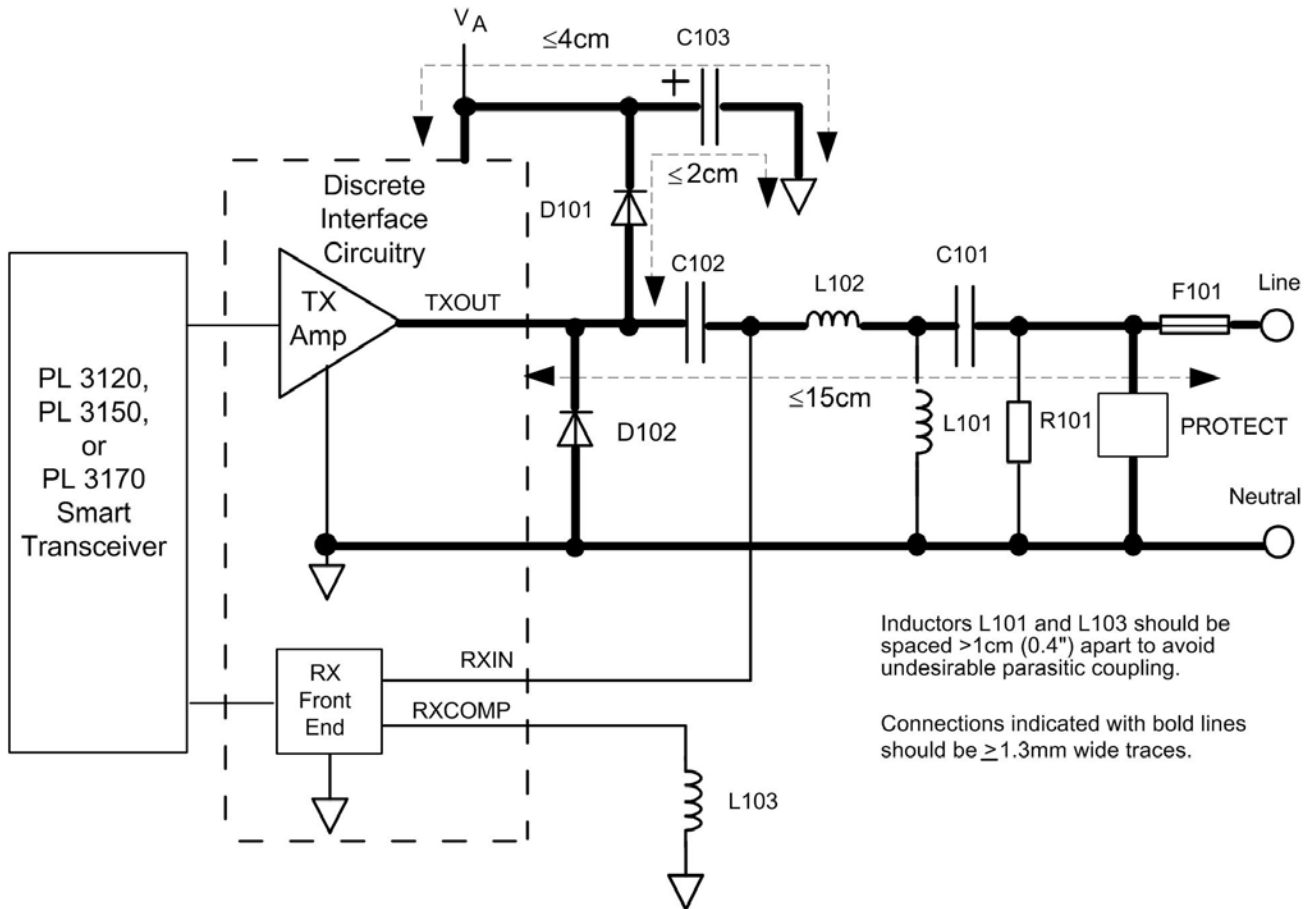 VA
≤4cm
C103
+
≤2cm
Discrete
Interface
Circuitry
D101
C102
C101
L102
F101
Line
TX
Amp
TXOUT
≤15cm
PL 3120,
PL 3150,
or
PL 3170
Smart
Transceiver
D102
L101
R101
PROTECT
Neutral
RX
Front
End
RXIN
RXCOMP
L103
Inductors L101 and L103 should be
spaced >1cm (0.4") apart to avoid
undesirable parasitic coupling.
Connections indicated with bold lines
should be ≥1.3mm wide traces.